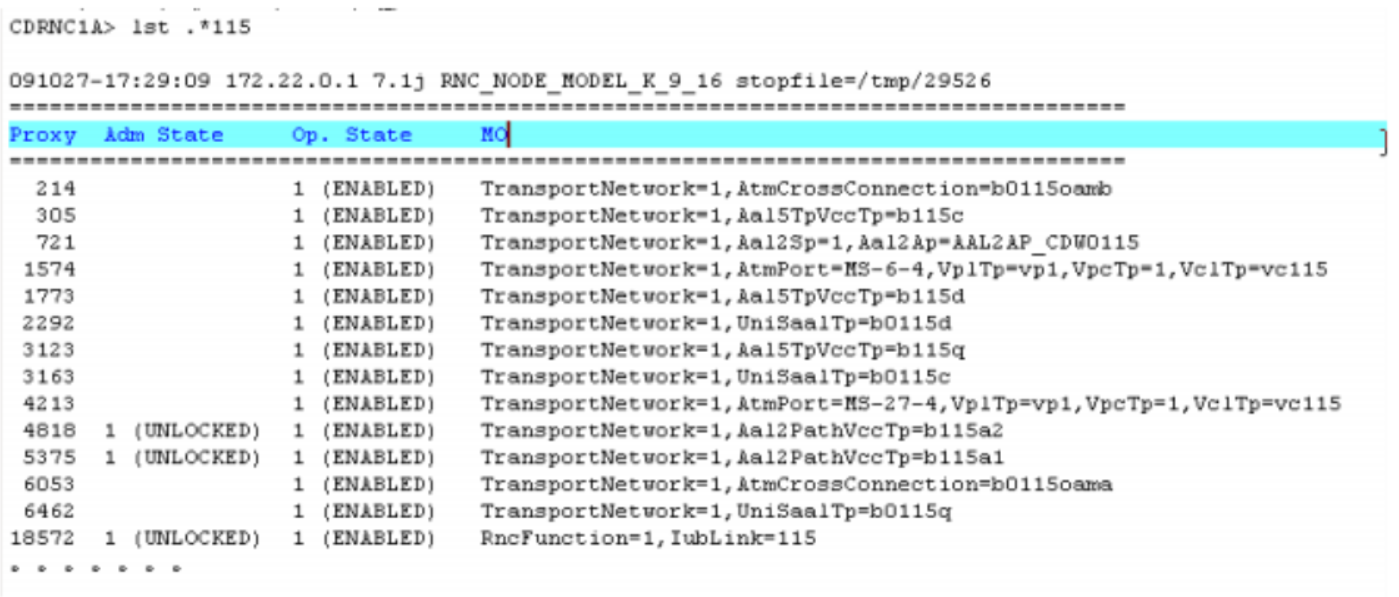 CDRNC1A> lst .*115
091027-17:29:09 172.22.0.1 7.1j RNC_NODE_MODEL_K_9_16 stopfile=/tmp/29526
===================================================================================
Proxy  Adm State     Op. State     MO
===================================================================================
214                1 (ENABLED)   TransportNetwork=1,AtmCrossConnection=b0115oamb
305                1 (ENABLED)   TransportNetwork=1,Aal5TpVccTp=b115c
721                1 (ENABLED)   TransportNetwork=1,Aal2Sp=1,Aal2Ap=AAL2AP_CDW0115
1574               1 (ENABLED)   TransportNetwork=1,AtmPort=MS-6-4,VplTp=vp1,VpcTp=1,VclTp=vc115
1773               1 (ENABLED)   TransportNetwork=1,Aal5TpVccTp=b115d
2292               1 (ENABLED)   TransportNetwork=1,UniSaalTp=b0115d
3123               1 (ENABLED)   TransportNetwork=1,Aal5TpVccTp=b115q
3163               1 (ENABLED)   TransportNetwork=1,UniSaalTp=b0115c
4213               1 (ENABLED)   TransportNetwork=1,AtmPort=MS-27-4,VplTp=vp1,VpcTp=1,VclTp=vc115
4818  1 (UNLOCKED)  1 (ENABLED)   TransportNetwork=1,Aal2PathVccTp=b115a2
5375  1 (UNLOCKED)  1 (ENABLED)   TransportNetwork=1,Aal2PathVccTp=b115a1
6053               1 (ENABLED)   TransportNetwork=1,AtmCrossConnection=b0115oama
6462               1 (ENABLED)   TransportNetwork=1,UniSaalTp=b0115q
18572  1 (UNLOCKED)  1 (ENABLED)   RncFunction=1,IubLink=115
. . . . . . .